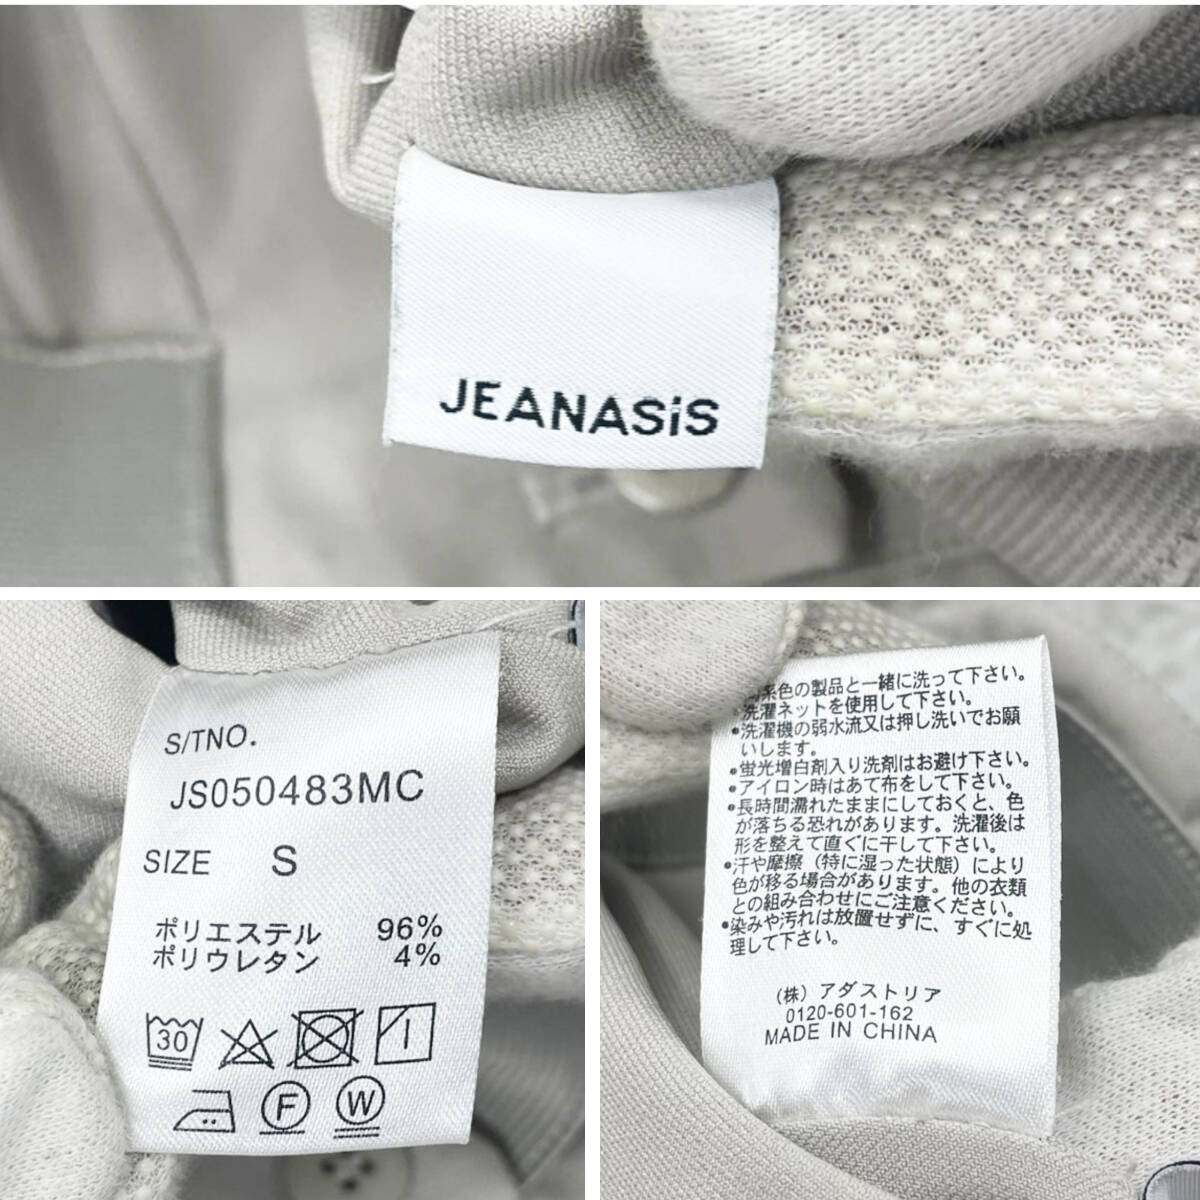 JEANASiS
S/TNO.
JS050483MC
SIZE S
ポリエステル 96%
ポリウレタン 4%
30
F W
同系色の製品と一緒に洗って下さい。
・洗濯ネットを使用して下さい。
・洗濯機の弱水流又は押し洗いでお願
いします。
・蛍光増白剤入り洗剤はお避け下さい。
・アイロン時はあて布をして下さい。
・長時間濡れたままにしておくと、色
が落ちる恐れがあります。洗濯後は
形を整えて直ぐに干して下さい。
・汗や摩擦（特に湿った状態）により
色が移る場合があります。他の衣類
との組み合わせにご注意ください。
・染みや汚れは放置せずに、すぐに処
理して下さい。
（株）アダストリア
0120-601-162
MADE IN CHINA